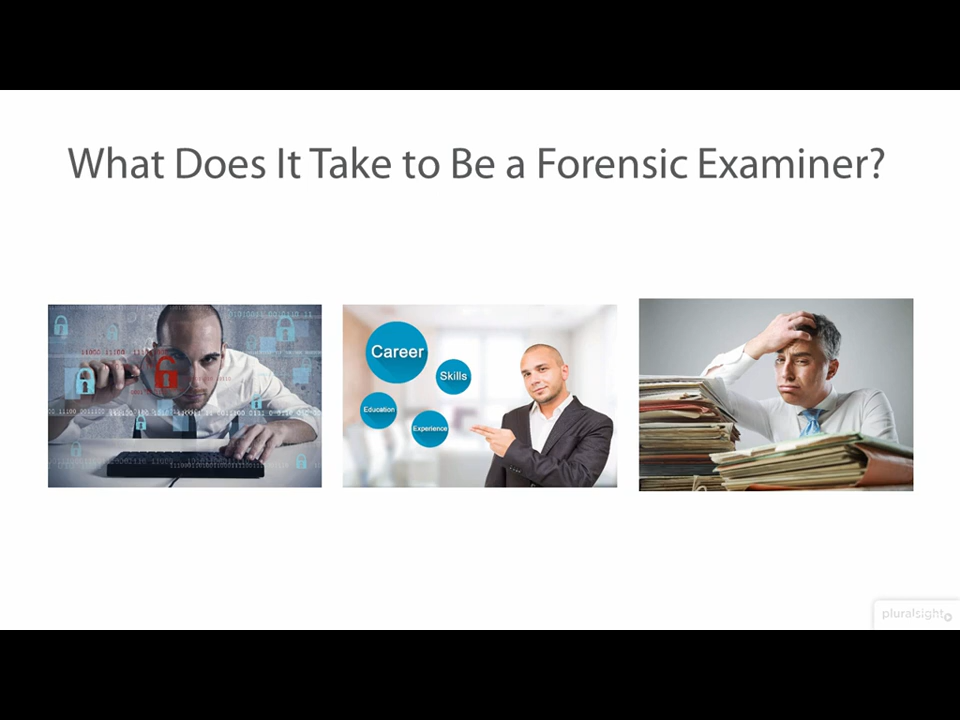 What Does It Take to Be a Forensic Examiner?
Career
Skills
Education
Experience
pluralsight